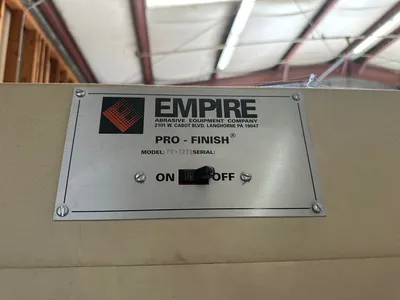 EMPIRE
ABRASIVE EQUIPMENT COMPANY
2101 W. CABOT BLVD. LANGHORNE PA 19047
PRO - FINISH®
MODEL: SERIAL:
ON OFF